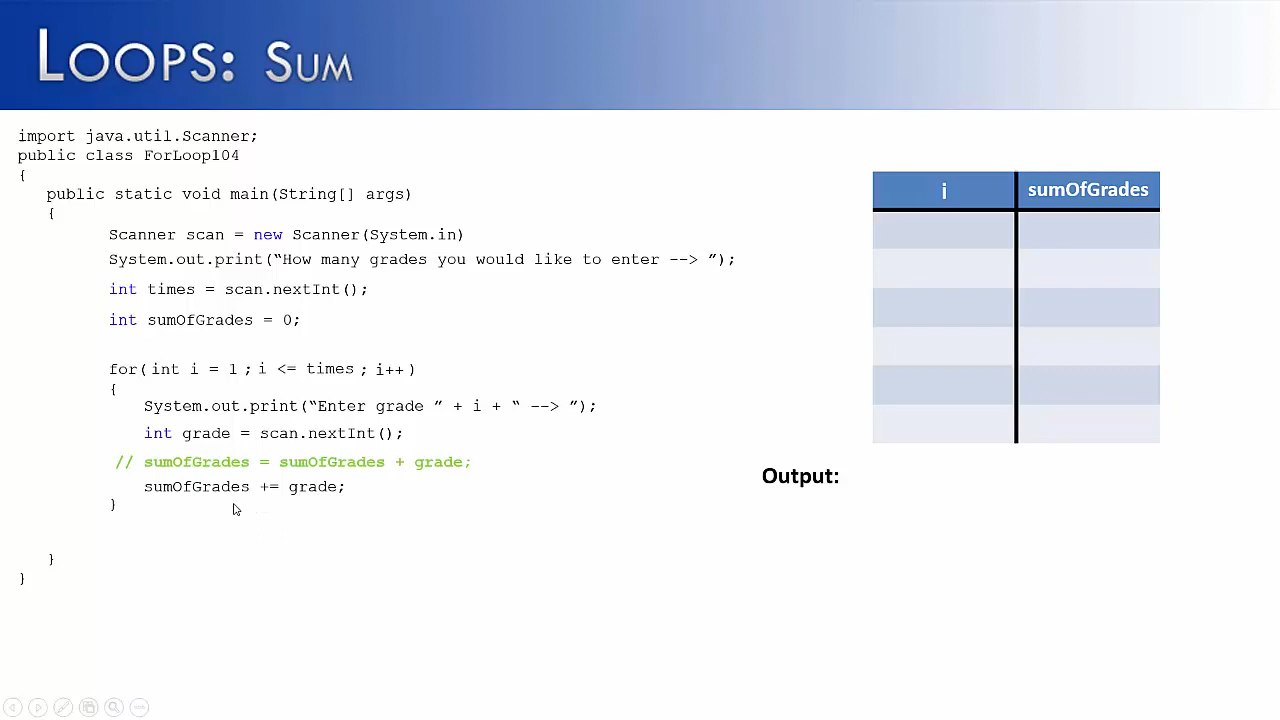 LOOPS: SUM
import java.util.Scanner;
public class ForLoop104
{
public static void main(String[] args)
{
Scanner scan = new Scanner(System.in)
System.out.print(“How many grades you would like to enter --> ”);
int times = scan.nextInt();
int sumOfGrades = 0;
for(int i = 1 ; i <= times ; i++ )
{
System.out.print(“Enter grade ” + i + “ --> ”);
int grade = scan.nextInt();
// sumOfGrades = sumOfGrades + grade;
sumOfGrades += grade;
}
}
}
i sumOfGrades
Output: